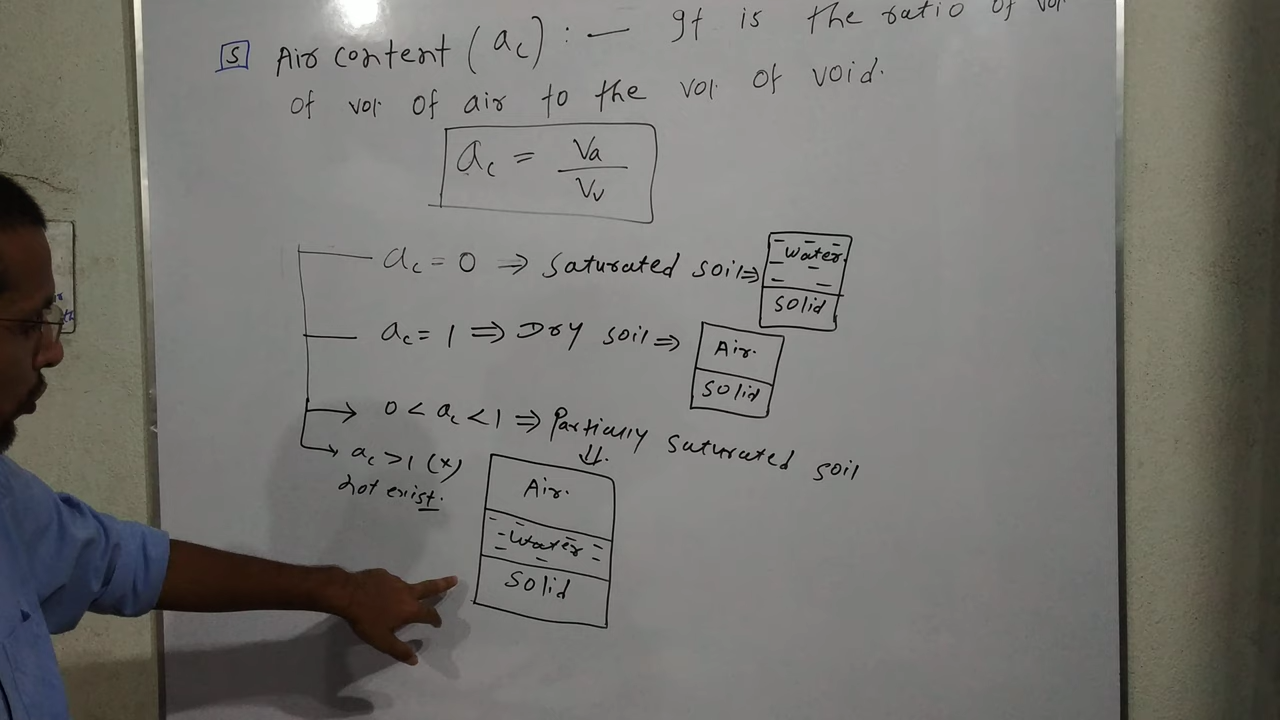 5 Air content (ac) : — It is the ratio of vol.
of vol. of air to the vol. of void.
ac = Va / Vv
ac = 0 ⇒ Saturated soil ⇒
Water
Solid
ac = 1 ⇒ Dry soil ⇒
Air.
Solid
0 < ac < 1 ⇒ Partially saturated soil
⇓
ac > 1 (×)
not exist.
Air.
Water
Solid